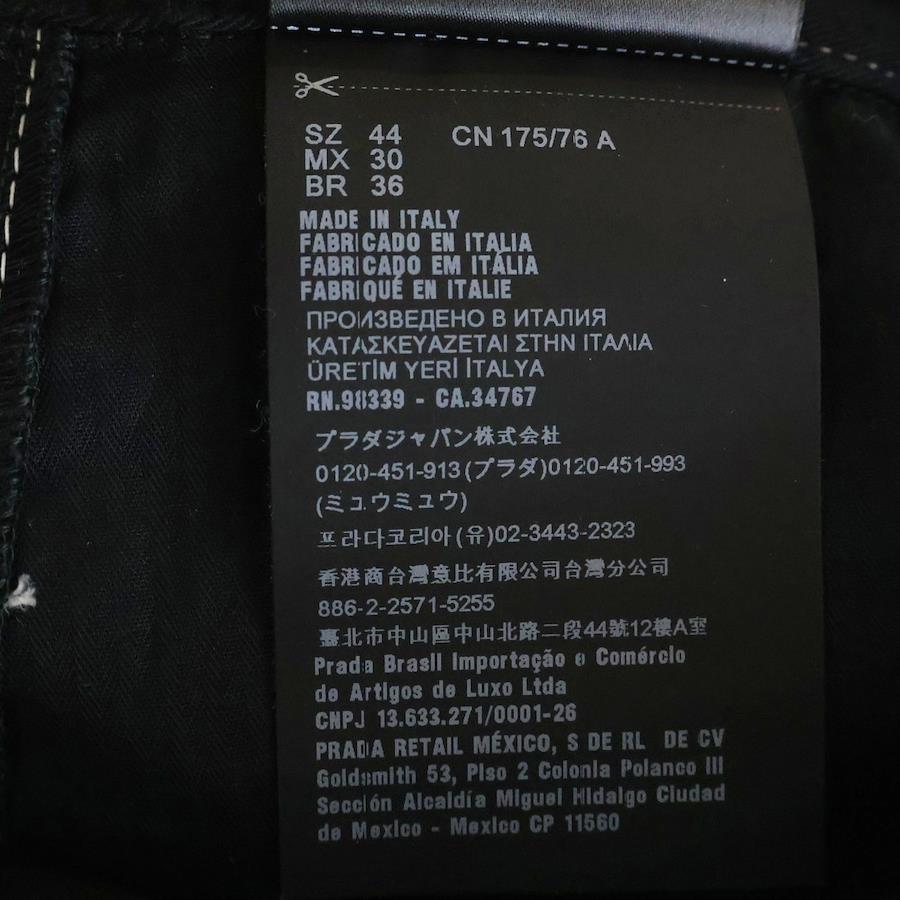 SZ 44 CN 175/76 A
MX 30
BR 36
MADE IN ITALY
FABRICADO EN ITALIA
FABRICADO EM ITÁLIA
FABRIQUÉ EN ITALIE
ПРОИЗВЕДЕНО В ИТАЛИЯ
ΚΑΤΑΣΚΕΥΑΖΕΤΑΙ ΣΤΗΝ ΙΤΑΛΙΑ
ÜRETİM YERİ İTALYA
RN.98339 - CA.34767
プラダジャパン株式会社
0120-451-913(プラダ)0120-451-993
(ミュウミュウ)
프라다코리아(유)02-3443-2323
香港商台灣意比有限公司台灣分公司
886-2-2571-5255
臺北市中山區中山北路二段44號12樓A室
Prada Brasil Importação e Comércio
de Artigos de Luxo Ltda
CNPJ 13.633.271/0001-26
PRADA RETAIL MÉXICO, S DE RL DE CV
Goldsmith 53, Piso 2 Colonia Polanco III
Sección Alcaldía Miguel Hidalgo Ciudad
de Mexico - Mexico CP 11560